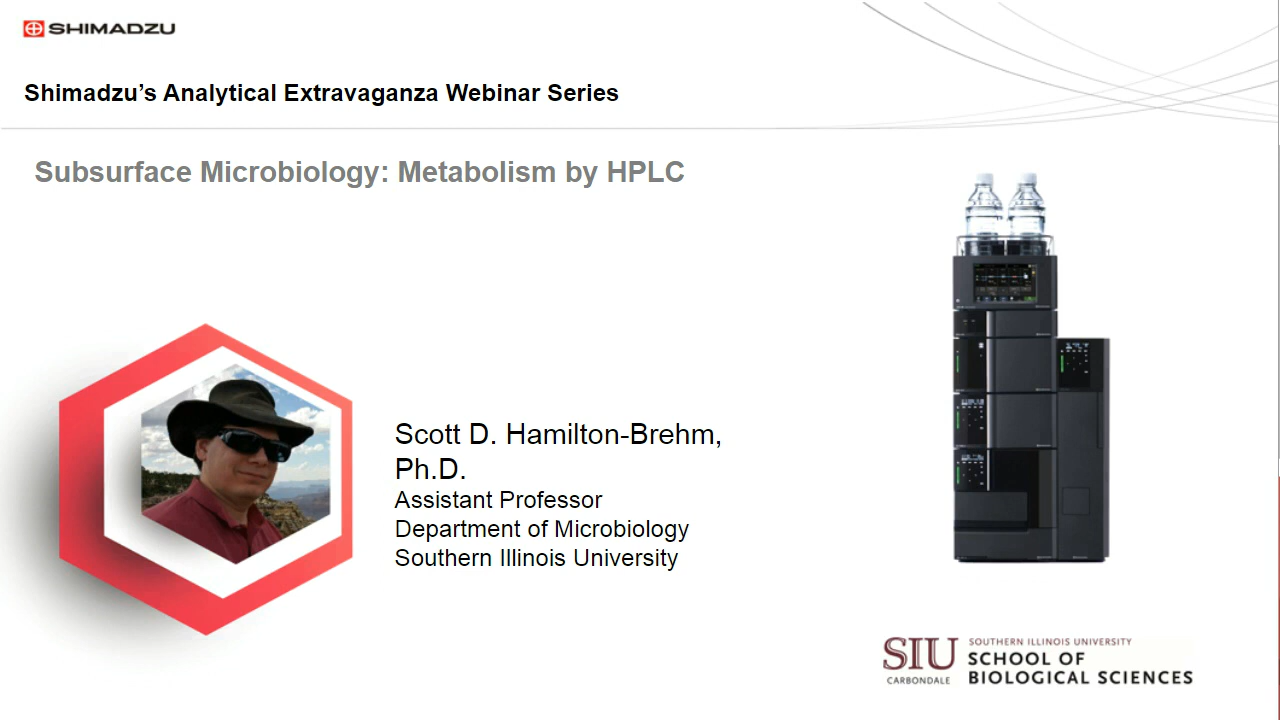 SHIMADZU
Shimadzu's Analytical Extravaganza Webinar Series
Subsurface Microbiology: Metabolism by HPLC
Scott D. Hamilton-Brehm,
Ph.D.
Assistant Professor
Department of Microbiology
Southern Illinois University
SIU
CARBONDALE
SOUTHERN ILLINOIS UNIVERSITY
SCHOOL OF
BIOLOGICAL SCIENCES